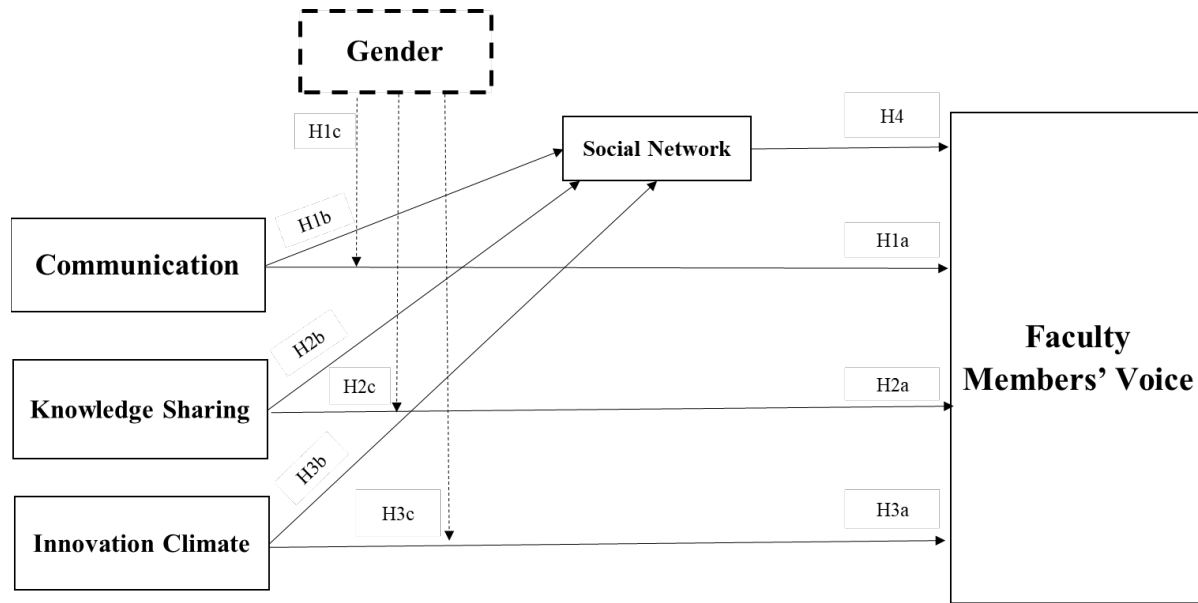 Gender
H1c
H4
Social Network
H1b
H1a
Communication
Faculty
Members' Voice
H2b
H2c
H2a
Knowledge Sharing
H3b
H3c
H3a
Innovation Climate